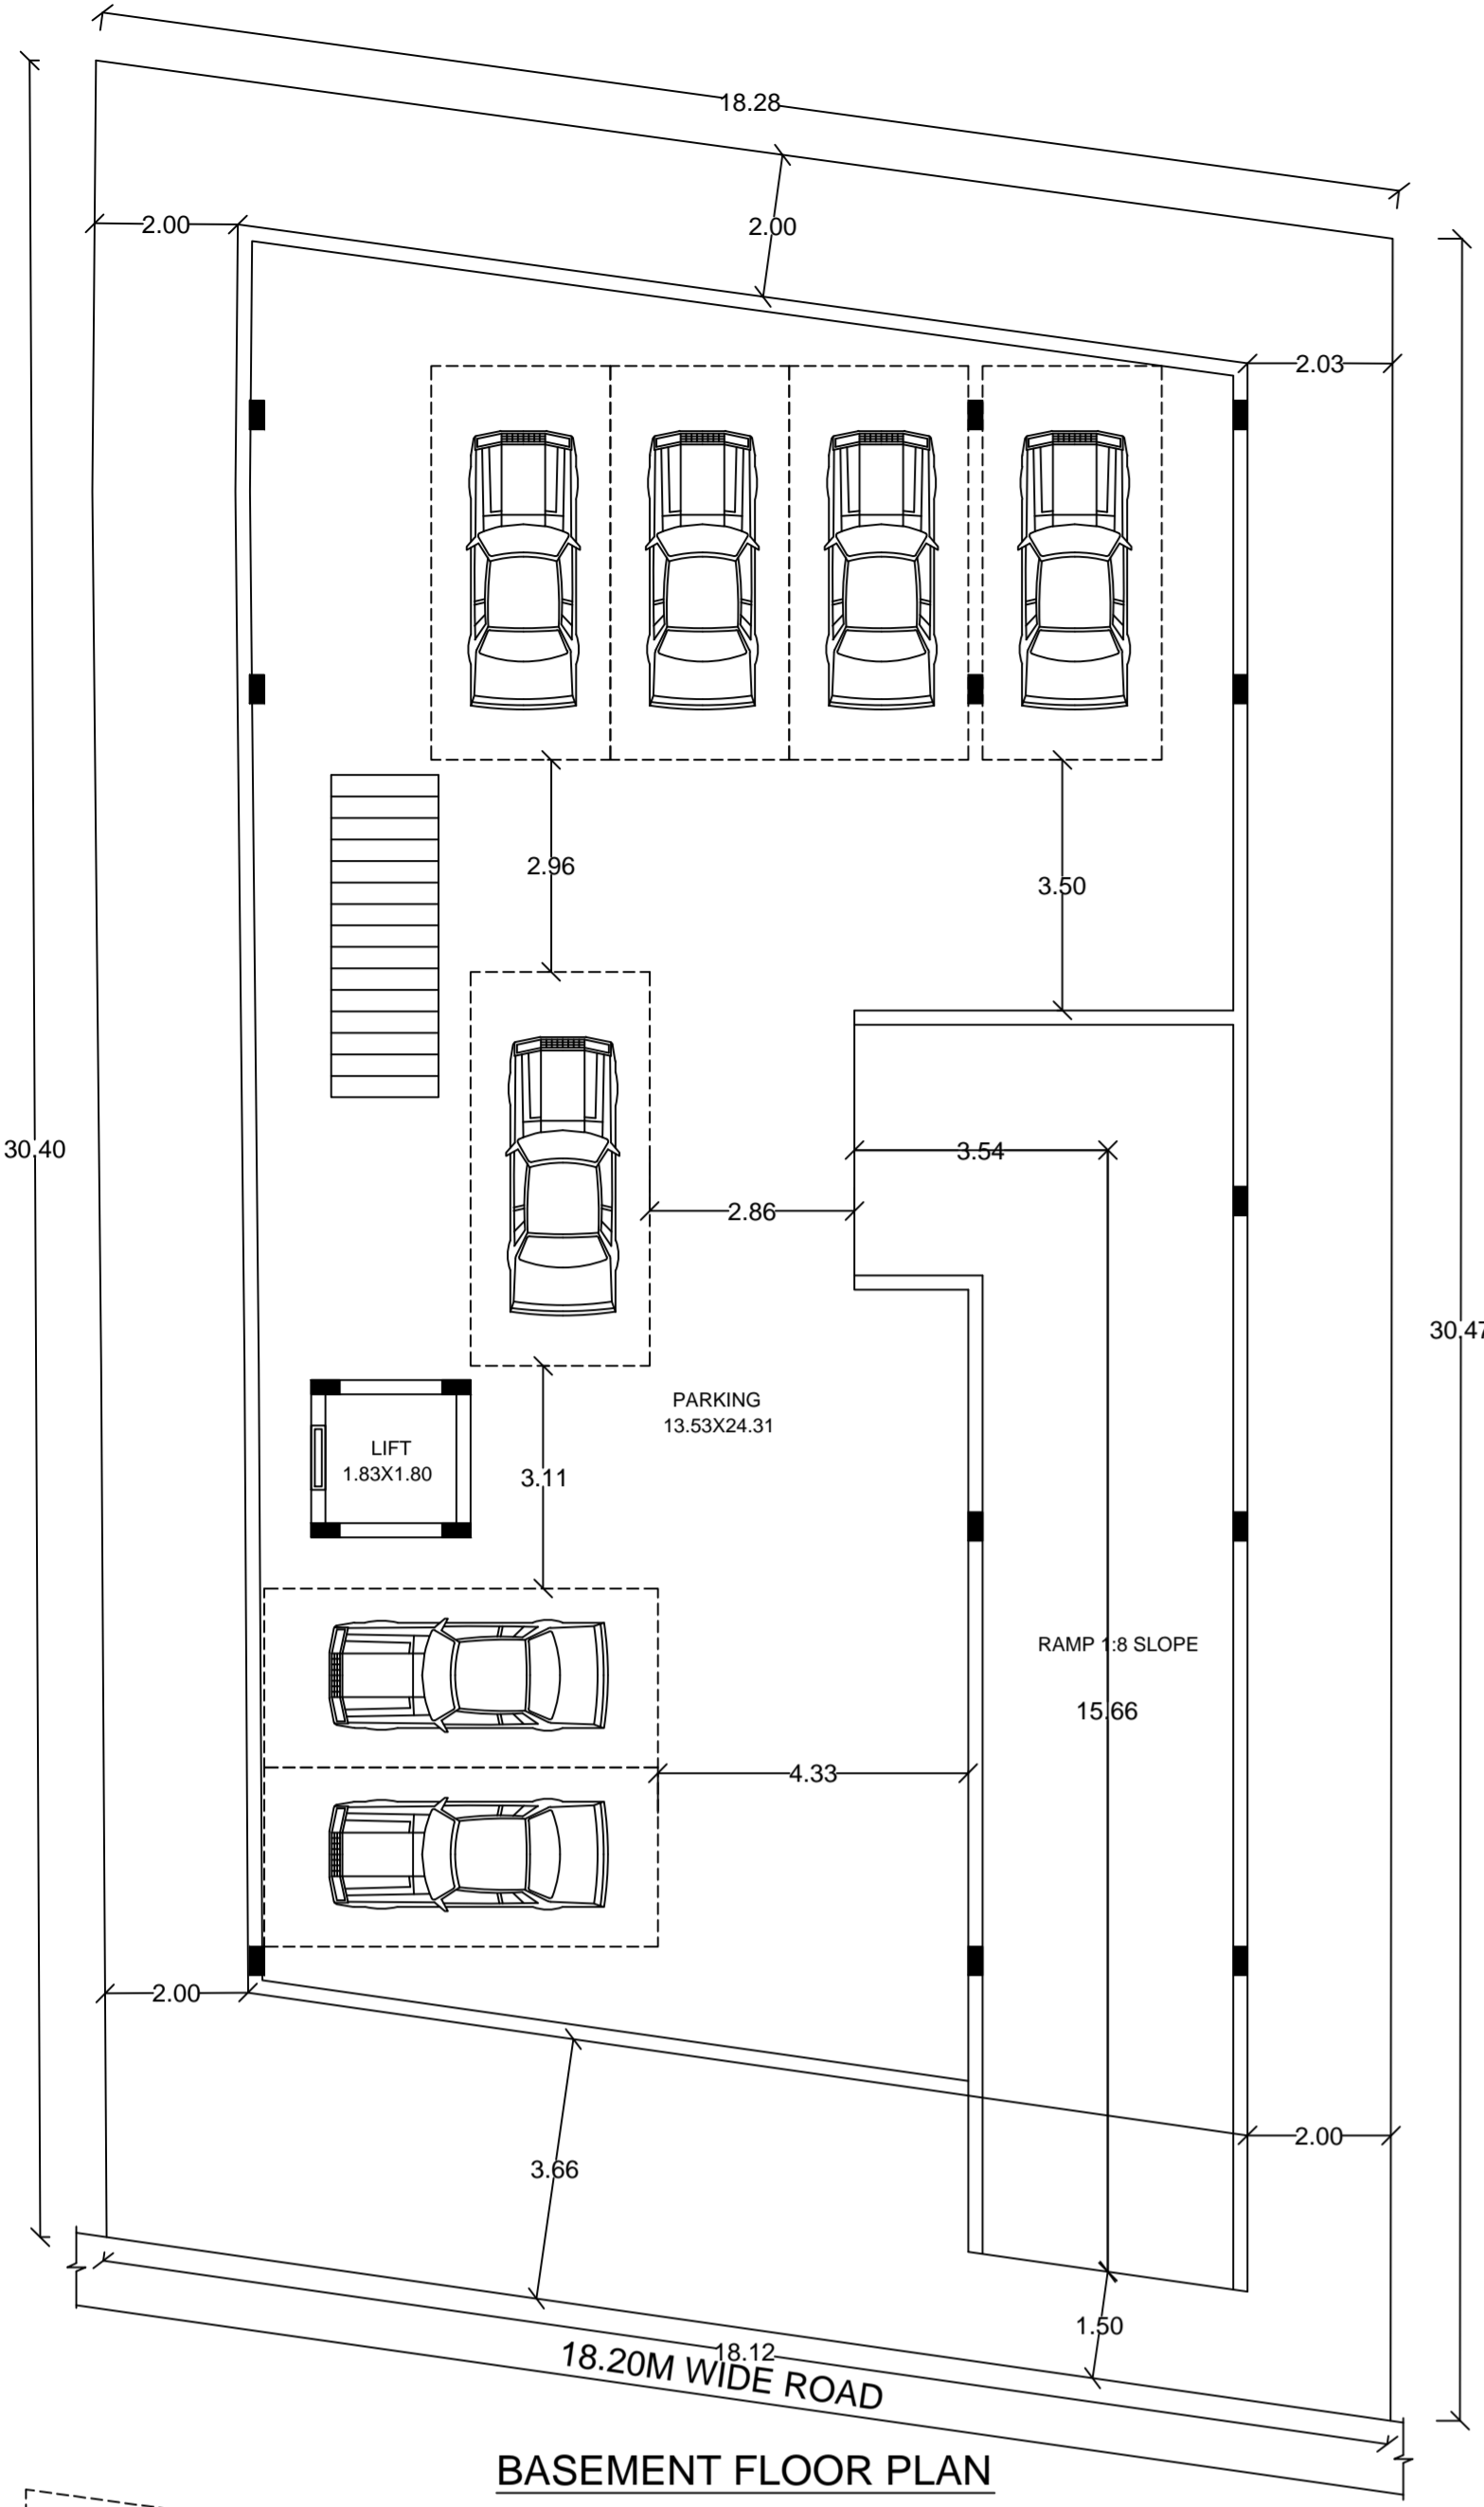 18.28
2.00
2.00
2.03
2.96
3.50
30.40
3.54
2.86
30.47
PARKING
13.53X24.31
LIFT
1.83X1.80
3.11
RAMP 1:8 SLOPE
15.66
4.33
2.00
2.00
3.66
1.50
18.12
18.20M WIDE ROAD
BASEMENT FLOOR PLAN